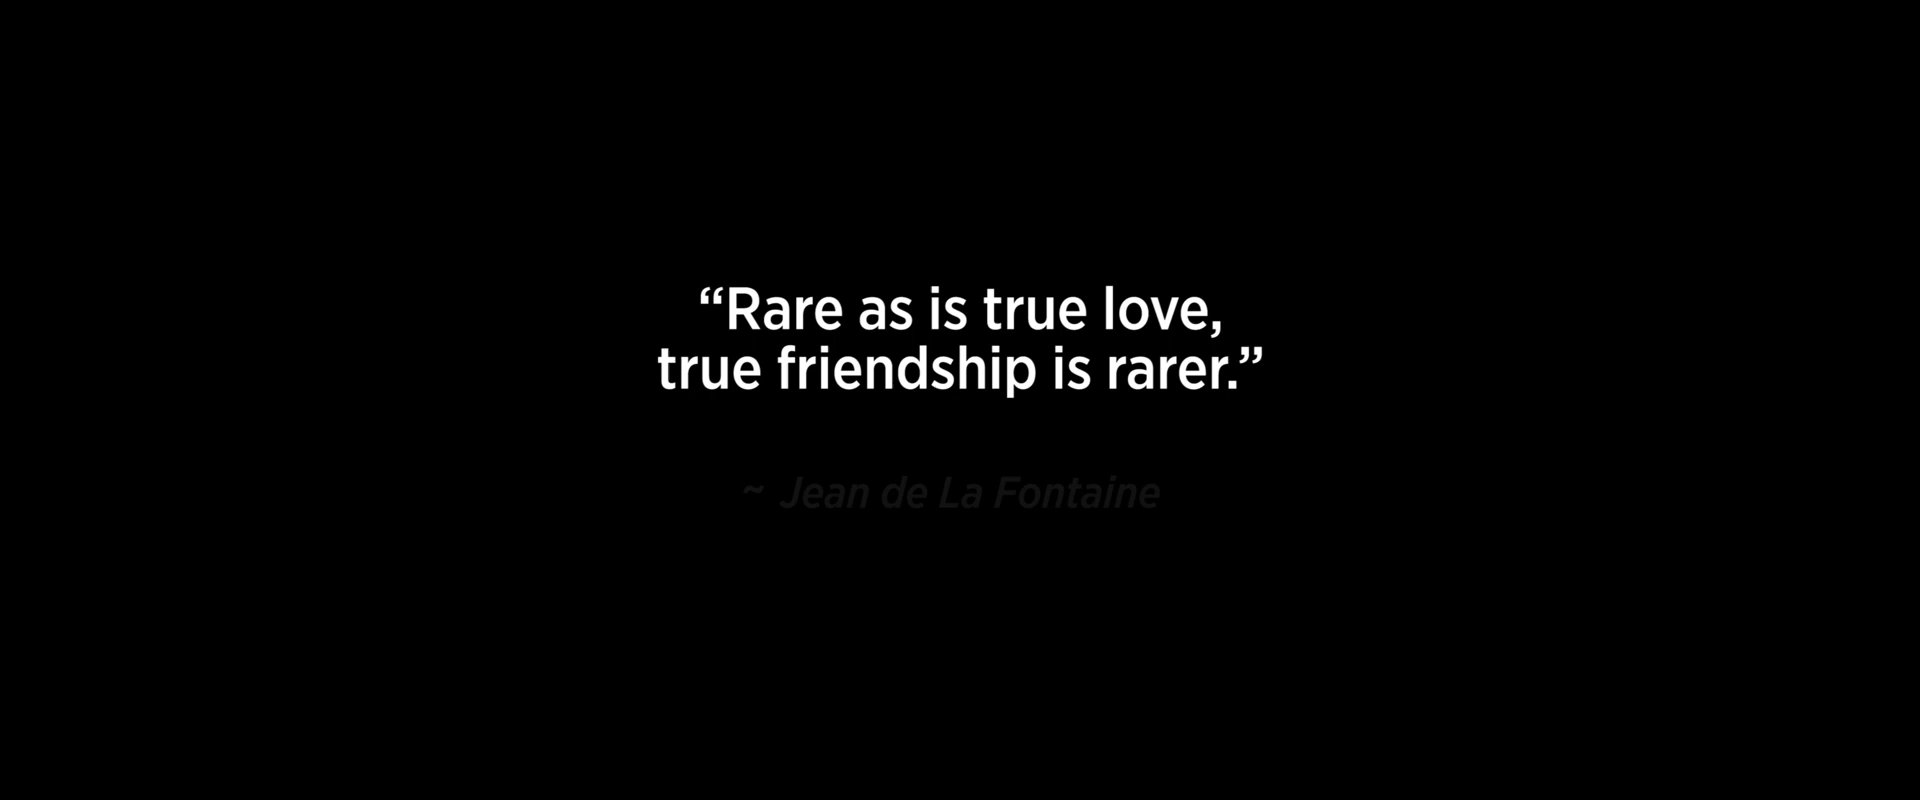 “Rare as is true love,
true friendship is rarer.”
~ Jean de La Fontaine